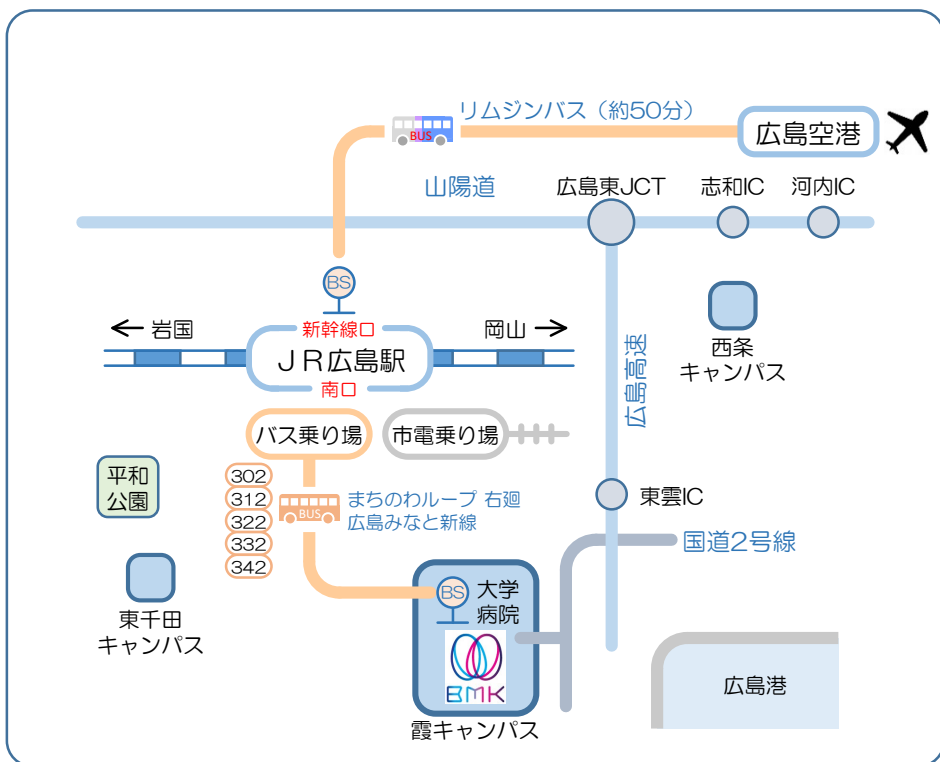 リムジンバス（約50分）
BUS
広島空港
山陽道
広島東JCT
志和IC
河内IC
BS
岩国
新幹線口
岡山
JR広島駅
南口
西条
キャンパス
広島高速
バス乗り場
市電乗り場
平和
公園
302
312
322
332
342
BUS
まちのわループ 右廻
広島みなと新線
東雲IC
国道2号線
東千田
キャンパス
BS
大学
病院
BMK
霞キャンパス
広島港